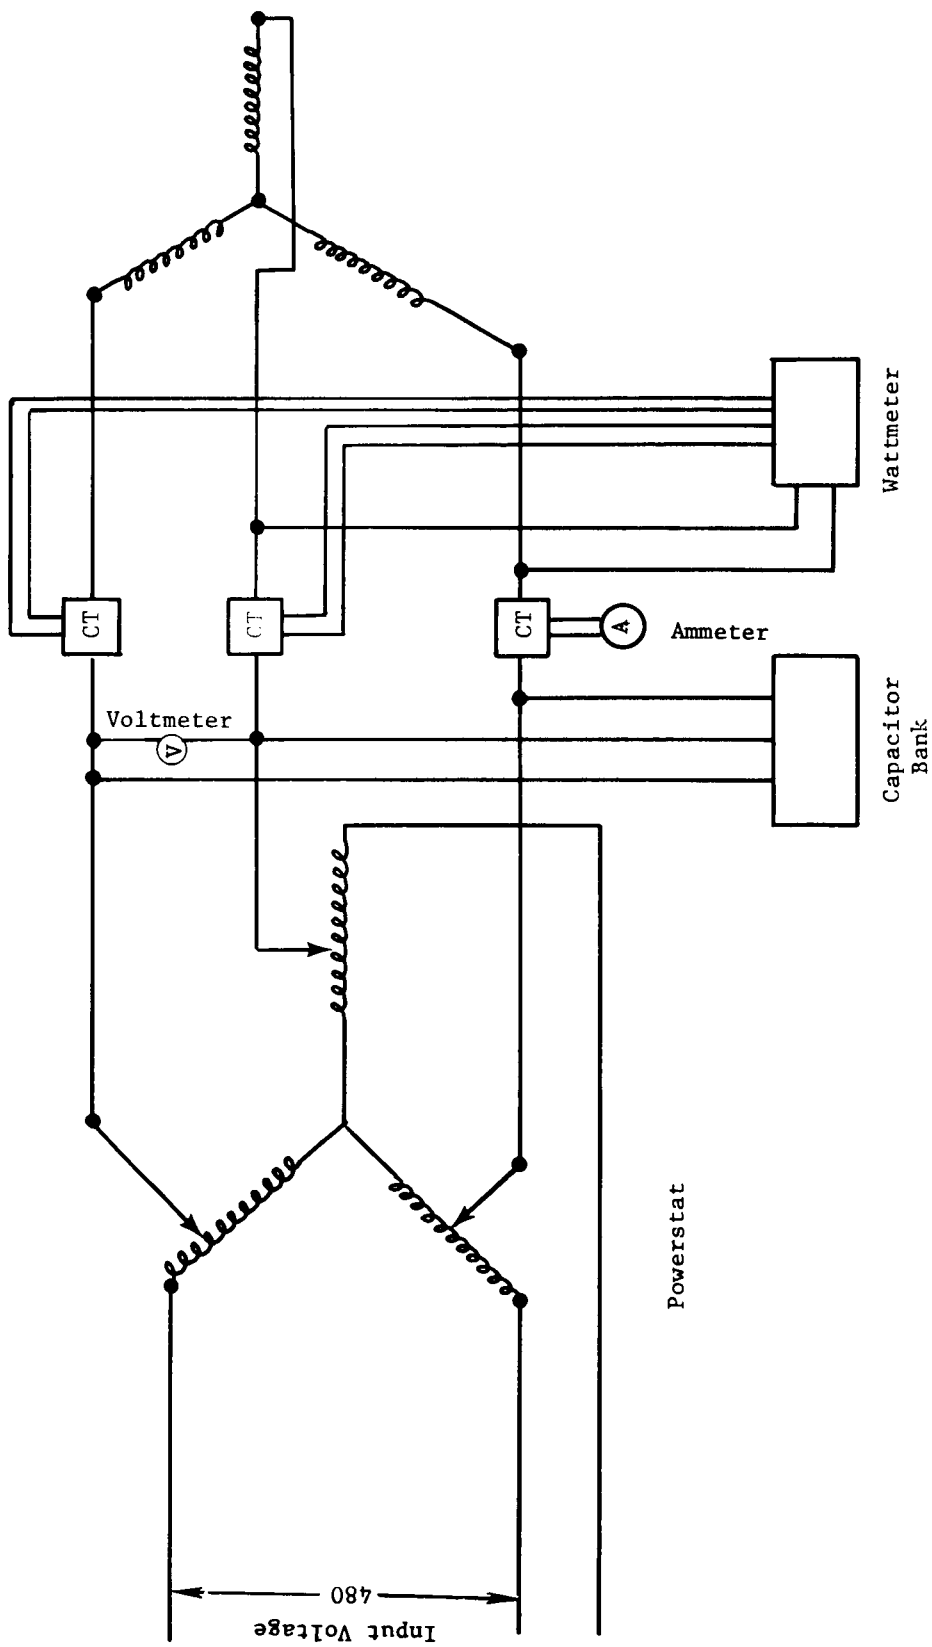 CT
CT
CT
Voltmeter
V
A
Ammeter
Wattmeter
Capacitor
Bank
Powerstat
Input Voltage
480